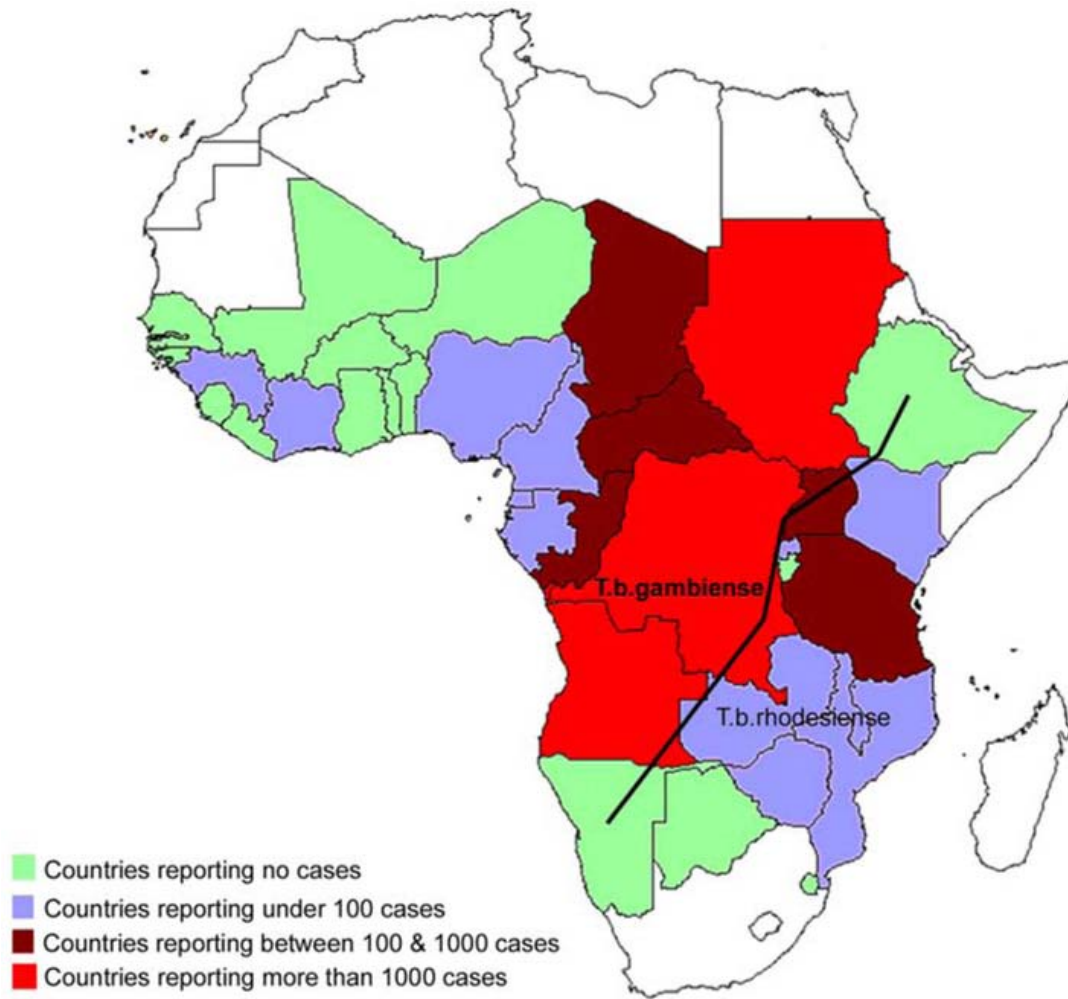 T.b.gambiense
T.b.rhodesiense
Countries reporting no cases
Countries reporting under 100 cases
Countries reporting between 100 & 1000 cases
Countries reporting more than 1000 cases